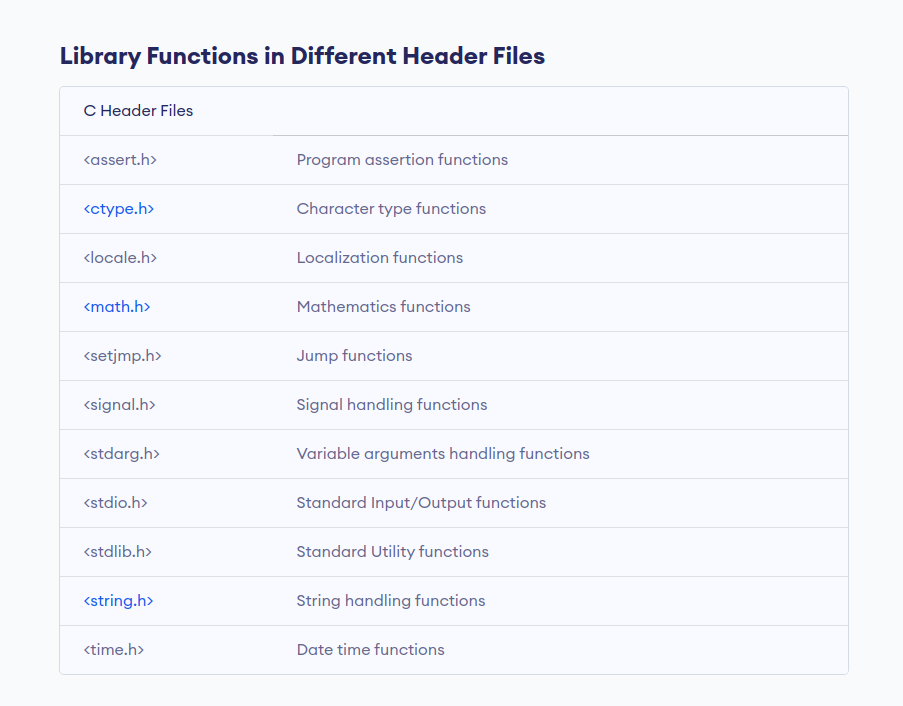 Library Functions in Different Header Files
C Header Files
<assert.h> Program assertion functions
<ctype.h> Character type functions
<locale.h> Localization functions
<math.h> Mathematics functions
<setjmp.h> Jump functions
<signal.h> Signal handling functions
<stdarg.h> Variable arguments handling functions
<stdio.h> Standard Input/Output functions
<stdlib.h> Standard Utility functions
<string.h> String handling functions
<time.h> Date time functions